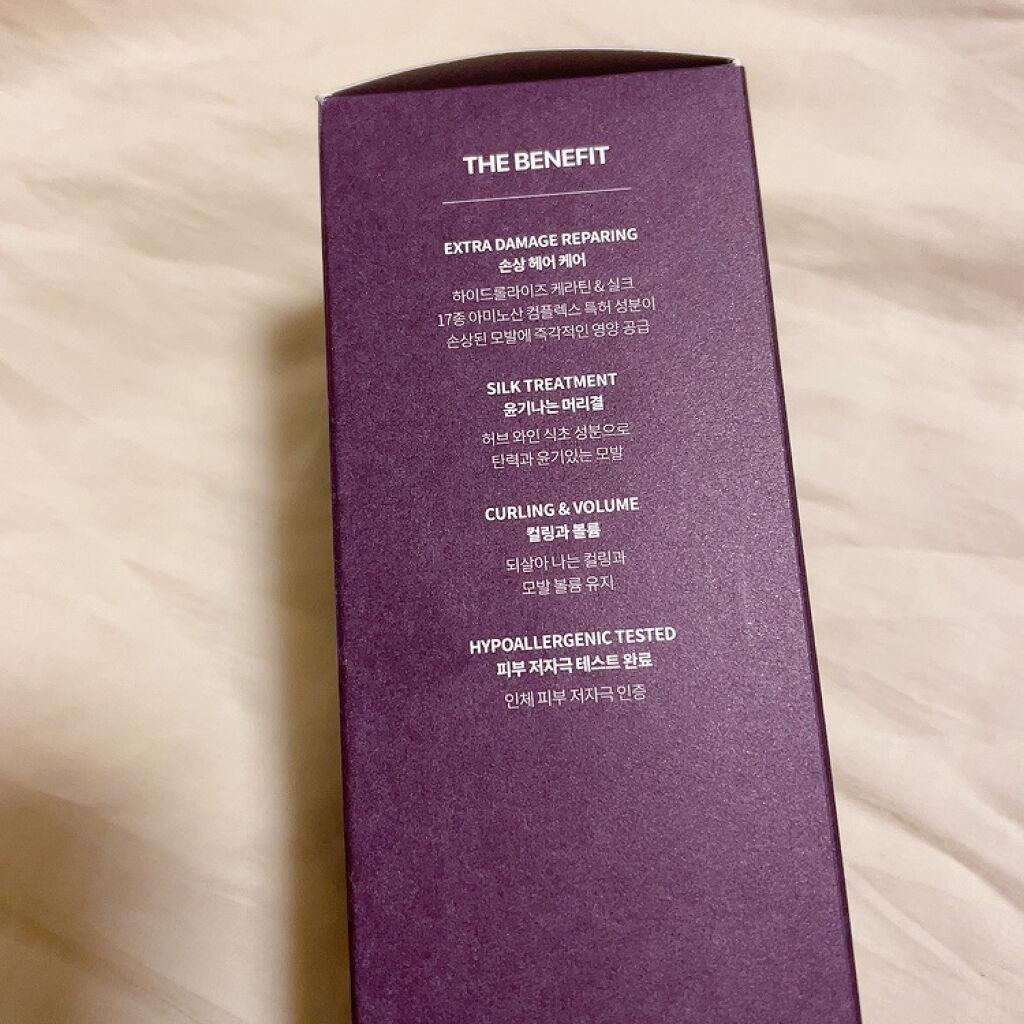 THE BENEFIT
EXTRA DAMAGE REPARING
손상 헤어 케어
하이드롤라이즈 케라틴 & 실크
17종 아미노산 컴플렉스 특허 성분이
손상된 모발에 즉각적인 영양 공급
SILK TREATMENT
윤기나는 머리결
허브 와인 식초 성분으로
탄력과 윤기있는 모발
CURLING & VOLUME
컬링과 볼륨
되살아 나는 컬링과
모발 볼륨 유지
HYPOALLERGENIC TESTED
피부 저자극 테스트 완료
인체 피부 저자극 인증